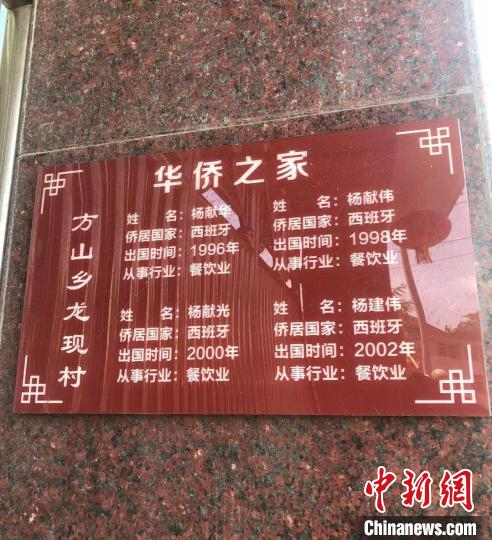 华侨之家
方山乡龙现村
姓 名：杨献华
侨居国家：西班牙
出国时间：1996年
从事行业：餐饮业
姓 名：杨献伟
侨居国家：西班牙
出国时间：1998年
从事行业：餐饮业
姓 名：杨献光
侨居国家：西班牙
出国时间：2000年
从事行业：餐饮业
姓 名：杨建伟
侨居国家：西班牙
出国时间：2002年
从事行业：餐饮业
中新网
Chinanews.com